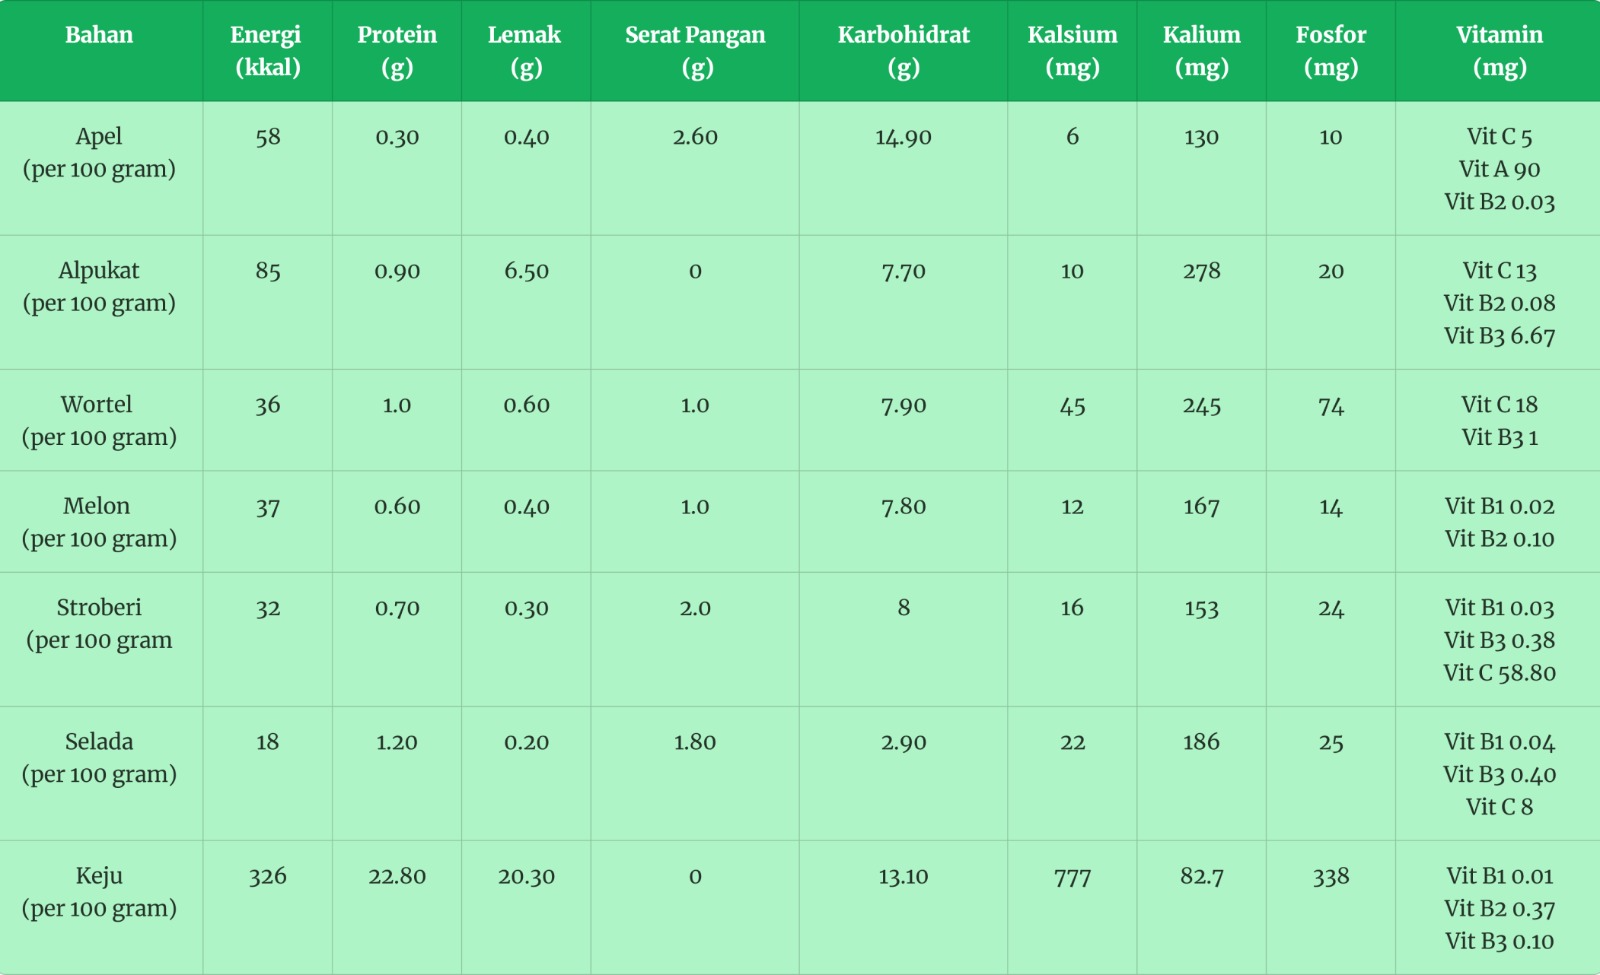 Bahan Energi (kkal) Protein (g) Lemak (g) Serat Pangan (g) Karbohidrat (g) Kalsium (mg) Kalium (mg) Fosfor (mg) Vitamin (mg)
Apel 58 0.30 0.40 2.60 14.90 6 130 10 Vit C 5
(per 100 gram) Vit A 90
Vit B2 0.03
Alpukat 85 0.90 6.50 0 7.70 10 278 20 Vit C 13
(per 100 gram) Vit B2 0.08
Vit B3 6.67
Wortel 36 1.0 0.60 1.0 7.90 45 245 74 Vit C 18
(per 100 gram) Vit B3 1
Melon 37 0.60 0.40 1.0 7.80 12 167 14 Vit B1 0.02
(per 100 gram) Vit B2 0.10
Stroberi 32 0.70 0.30 2.0 8 16 153 24 Vit B1 0.03
(per 100 gram Vit B3 0.38
Vit C 58.80
Selada 18 1.20 0.20 1.80 2.90 22 186 25 Vit B1 0.04
(per 100 gram) Vit B3 0.40
Vit C 8
Keju 326 22.80 20.30 0 13.10 777 82.7 338 Vit B1 0.01
(per 100 gram) Vit B2 0.37
Vit B3 0.10